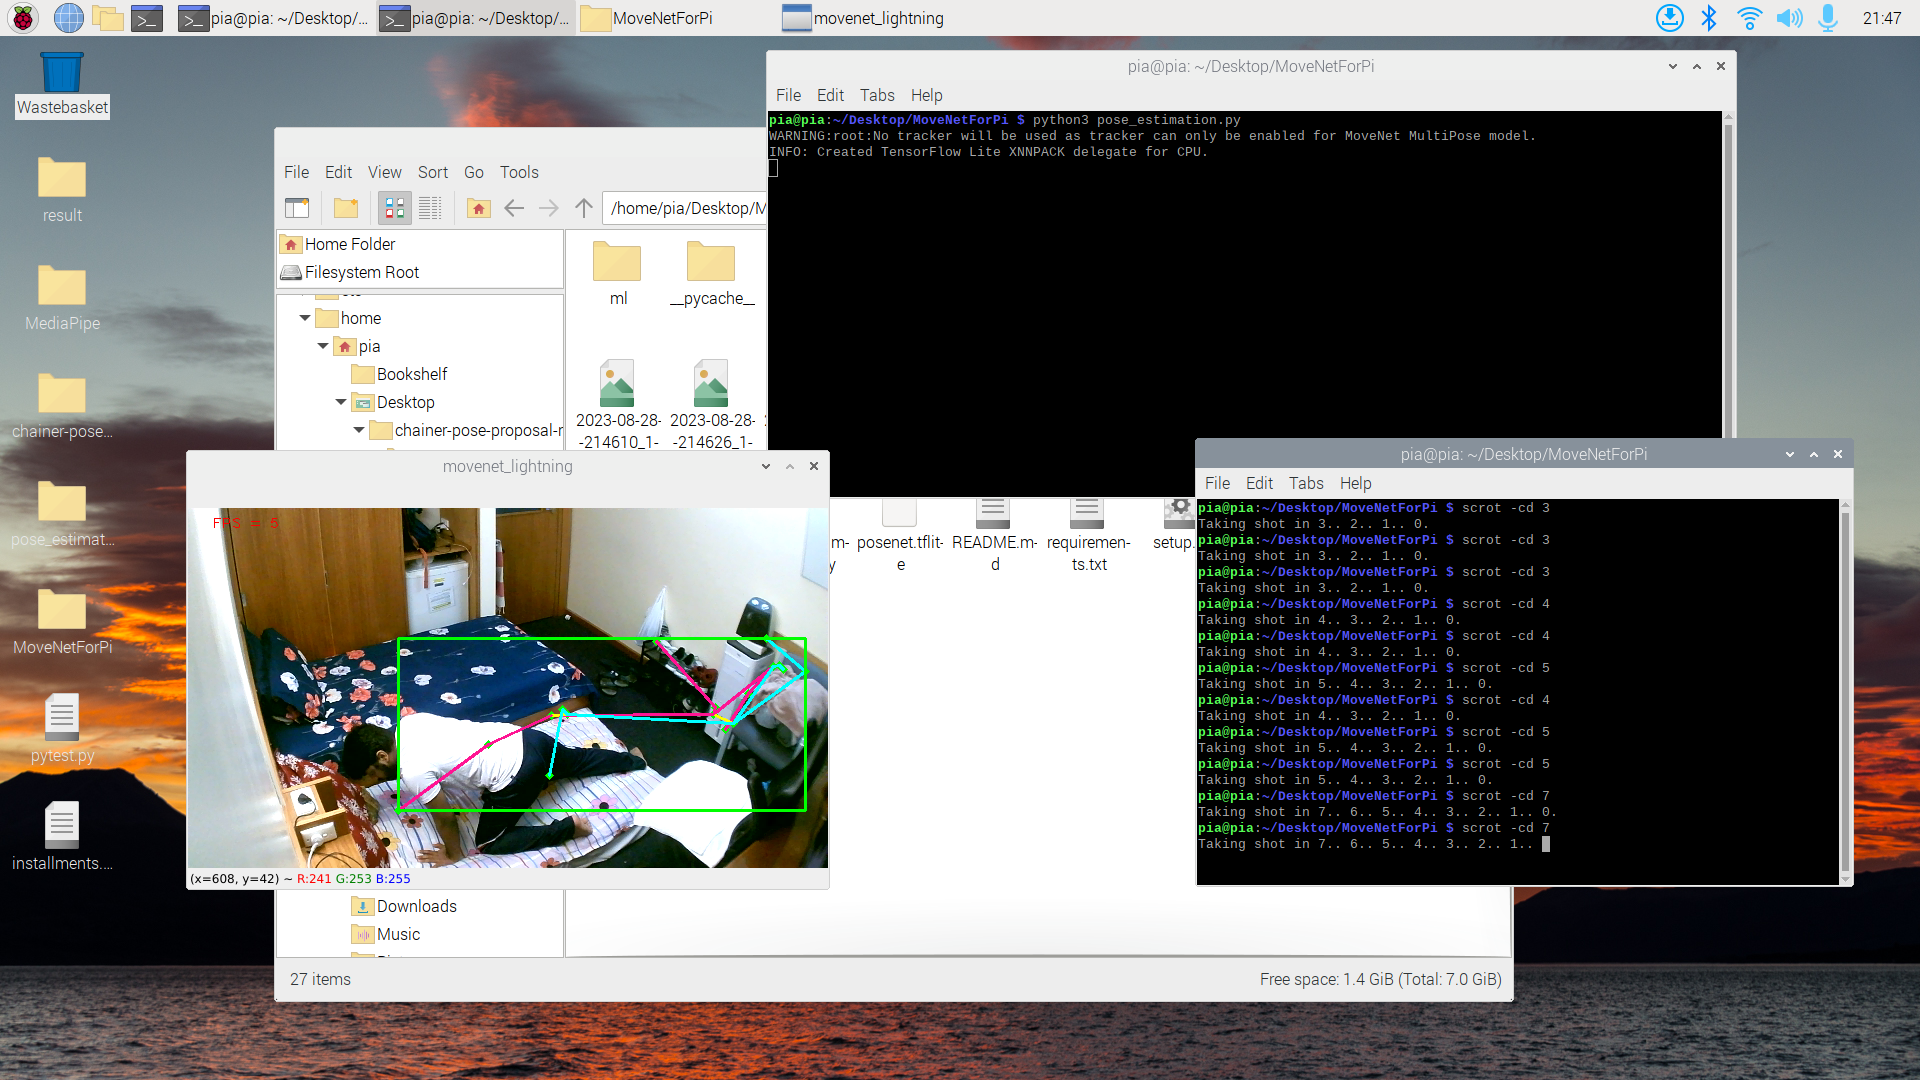 pia@pia: ~/Desktop/...
pia@pia: ~/Desktop/...
MoveNetForPi
movenet_lightning
21:47
Wastebasket
result
MediaPipe
chainer-pose...
pose_estimat...
MoveNetForPi
pytest.py
installments....
File Edit View Sort Go Tools
/home/pia/Desktop/M
Home Folder
Filesystem Root
home
pia
Bookshelf
Desktop
chainer-pose-proposal-r
Downloads
Music
ml
__pycache__
2023-08-28-
-214610_1-
2023-08-28-
-214626_1-
m-
y
posenet.tflit-
e
README.m-
d
requiremen-
ts.txt
setup.
27 items
Free space: 1.4 GiB (Total: 7.0 GiB)
pia@pia: ~/Desktop/MoveNetForPi
File Edit Tabs Help
pia@pia:~/Desktop/MoveNetForPi $ python3 pose_estimation.py
WARNING:root:No tracker will be used as tracker can only be enabled for MoveNet MultiPose model.
INFO: Created TensorFlow Lite XNNPACK delegate for CPU.
movenet_lightning
FPS = 5
(x=608, y=42) ~ R:241 G:253 B:255
pia@pia: ~/Desktop/MoveNetForPi
File Edit Tabs Help
pia@pia:~/Desktop/MoveNetForPi $ scrot -cd 3
Taking shot in 3.. 2.. 1.. 0.
pia@pia:~/Desktop/MoveNetForPi $ scrot -cd 3
Taking shot in 3.. 2.. 1.. 0.
pia@pia:~/Desktop/MoveNetForPi $ scrot -cd 3
Taking shot in 3.. 2.. 1.. 0.
pia@pia:~/Desktop/MoveNetForPi $ scrot -cd 4
Taking shot in 4.. 3.. 2.. 1.. 0.
pia@pia:~/Desktop/MoveNetForPi $ scrot -cd 4
Taking shot in 4.. 3.. 2.. 1.. 0.
pia@pia:~/Desktop/MoveNetForPi $ scrot -cd 5
Taking shot in 5.. 4.. 3.. 2.. 1.. 0.
pia@pia:~/Desktop/MoveNetForPi $ scrot -cd 4
Taking shot in 4.. 3.. 2.. 1.. 0.
pia@pia:~/Desktop/MoveNetForPi $ scrot -cd 5
Taking shot in 5.. 4.. 3.. 2.. 1.. 0.
pia@pia:~/Desktop/MoveNetForPi $ scrot -cd 5
Taking shot in 5.. 4.. 3.. 2.. 1.. 0.
pia@pia:~/Desktop/MoveNetForPi $ scrot -cd 7
Taking shot in 7.. 6.. 5.. 4.. 3.. 2.. 1.. 0.
pia@pia:~/Desktop/MoveNetForPi $ scrot -cd 7
Taking shot in 7.. 6.. 5.. 4.. 3.. 2.. 1..